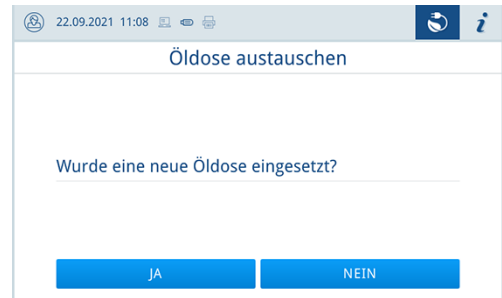 22.09.2021 11:08
i
Öldose austauschen
Wurde eine neue Öldose eingesetzt?
JA
NEIN